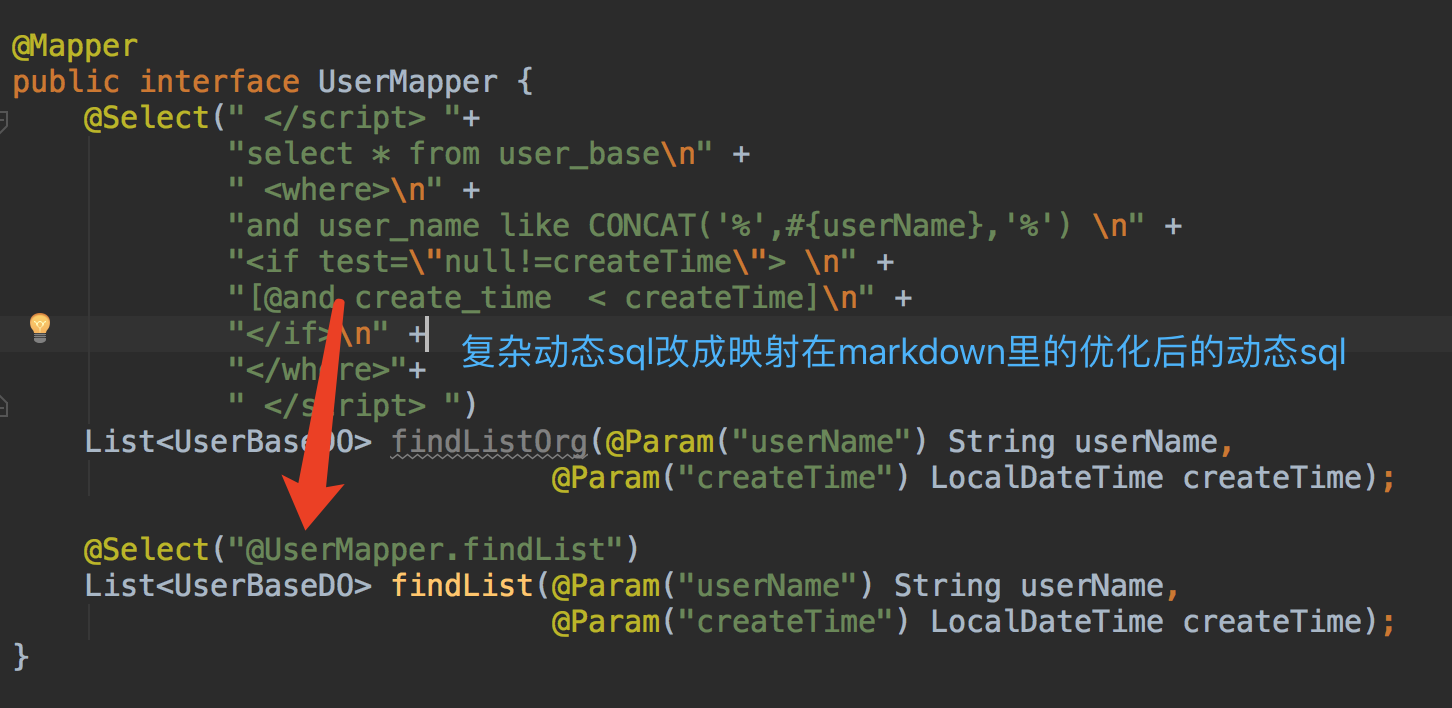 @Mapper
public interface UserMapper {
@Select(" </script> "+
"select * from user_base\n" +
" <where>\n" +
"and user_name like CONCAT('%',#{userName},'%') \n" +
"<if test=\"null!=createTime\"> \n" +
"[@and create_time  < createTime]\n" +
"</if>\n" +
复杂动态sql改成映射在markdown里的优化后的动态sql
"</where>"+
" </script> ")
List<UserBaseDO> findListOrg(@Param("userName") String userName,
@Param("createTime") LocalDateTime createTime);
@Select("@UserMapper.findList")
List<UserBaseDO> findList(@Param("userName") String userName,
@Param("createTime") LocalDateTime createTime);
}